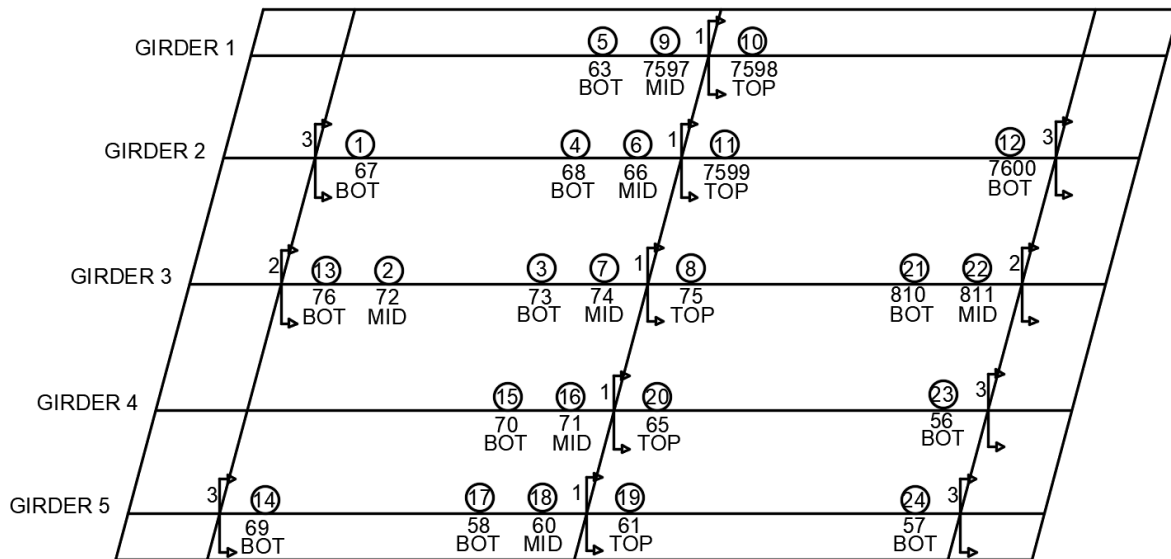 GIRDER 1
5 9 1 10
63 7597 7598
BOT MID TOP
GIRDER 2
3 1 4 6 1 11 12 3
67 68 66 7599 7600
BOT BOT MID TOP BOT
GIRDER 3
2 13 2 3 7 1 8 21 22 2
76 72 73 74 75 810 811
BOT MID BOT MID TOP BOT MID
GIRDER 4
15 16 1 20 23 3
70 71 65 56
BOT MID TOP BOT
GIRDER 5
3 14 17 18 1 19 24 3
69 58 60 61 57
BOT BOT MID TOP BOT